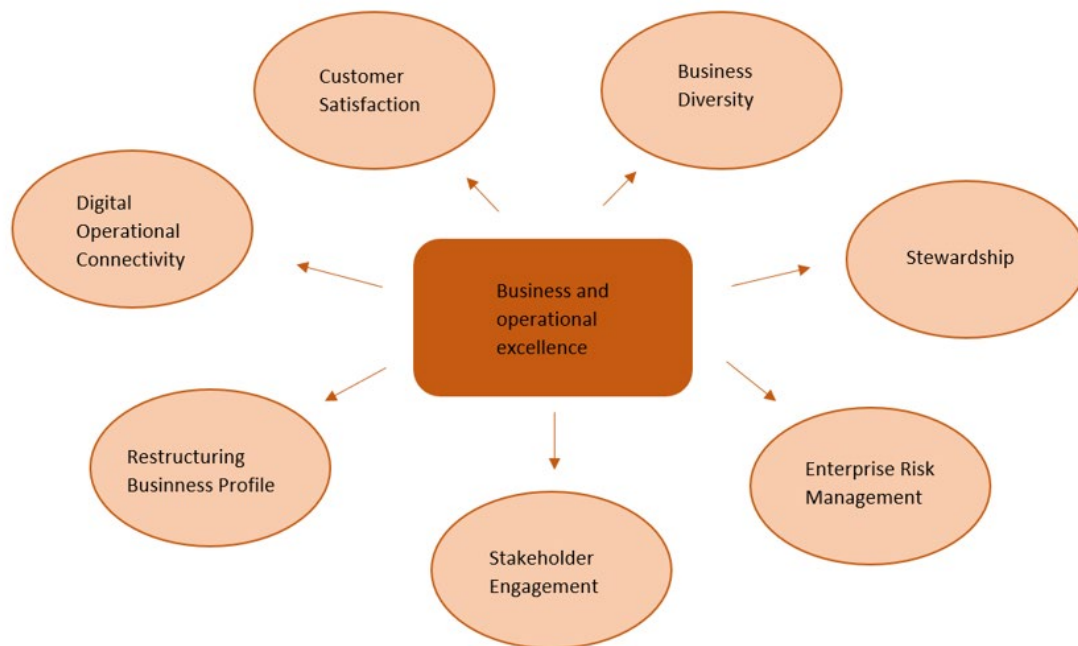 Customer
Satisfaction
Business
Diversity
Digital
Operational
Connectivity
Stewardship
Business and
operational
excellence
Restructuring
Businness Profile
Enterprise Risk
Management
Stakeholder
Engagement